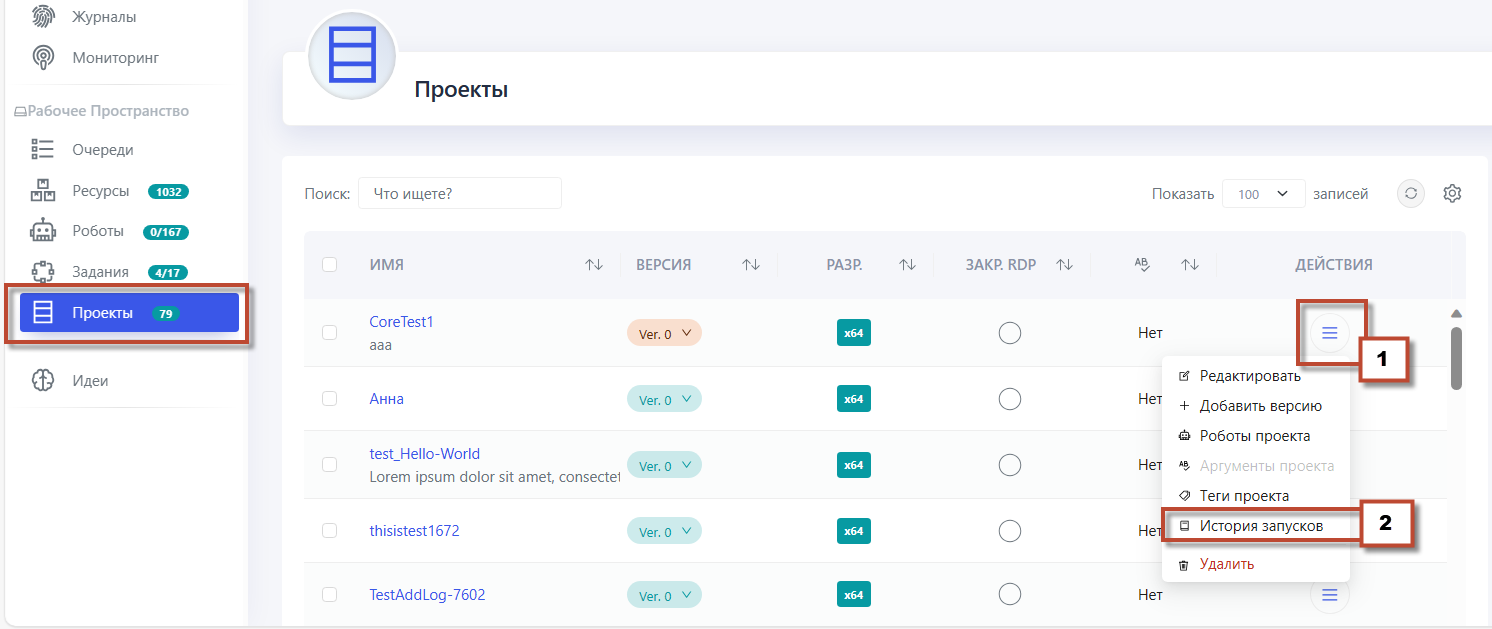 Журналы
Мониторинг
Рабочее Пространство
Очереди
Ресурсы 1032
Роботы 0/167
Задания 4/17
Проекты 79
Идеи
Проекты
Поиск: Что ищете?
Показать 100 записей
ИМЯ ВЕРСИЯ РАЗР. ЗАКР. RDP AB ДЕЙСТВИЯ
CoreTest1
aaa
Ver. 0 x64 Нет
1
Анна Ver. 0 x64 Нет
test_Hello-World
Lorem ipsum dolor sit amet, consectet
Ver. 0 x64 Нет
thisistest1672 Ver. 0 x64 Нет
TestAddLog-7602 Ver. 0 x64 Нет
Редактировать
Добавить версию
Роботы проекта
Аргументы проекта
Теги проекта
История запусков
2
Удалить